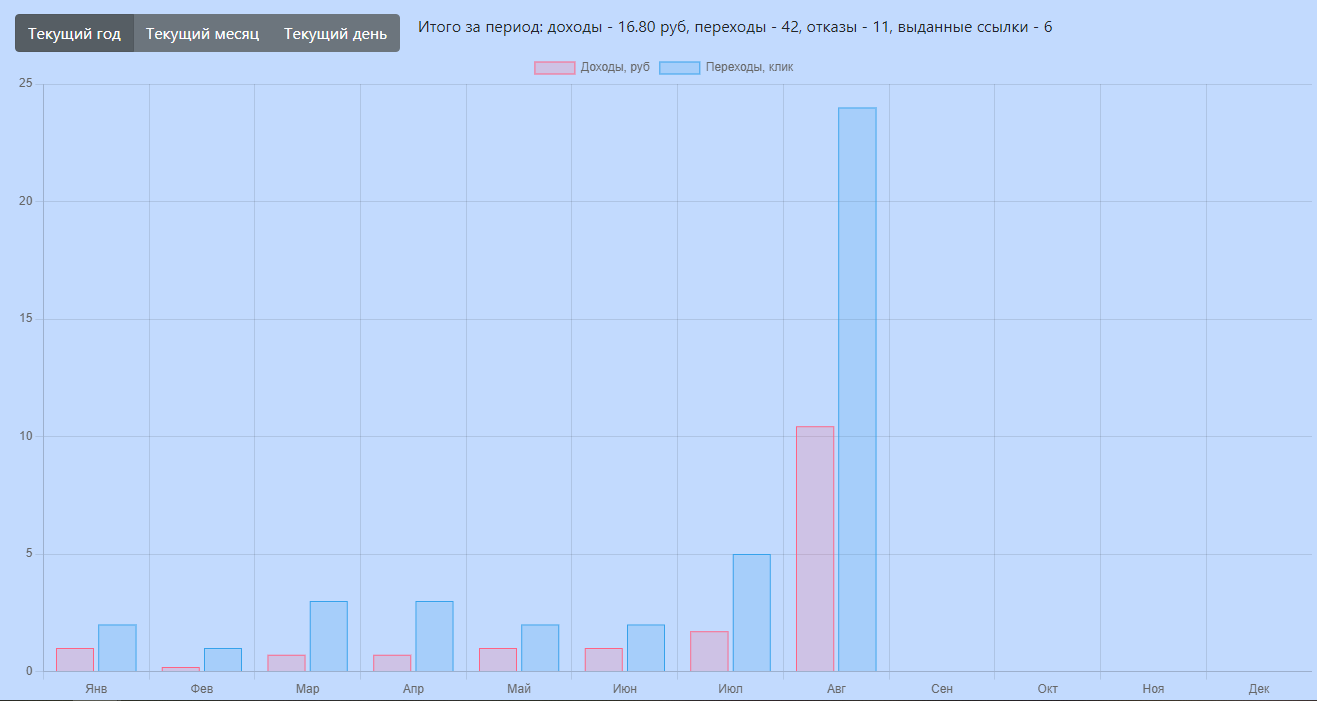 Текущий год Текущий месяц Текущий день Итого за период: доходы - 16.80 руб, переходы - 42, отказы - 11, выданные ссылки - 6
Доходы, руб Переходы, клик
25
20
15
10
5
0
Янв Фев Мар Апр Май Июн Июл Авг Сен Окт Ноя Дек